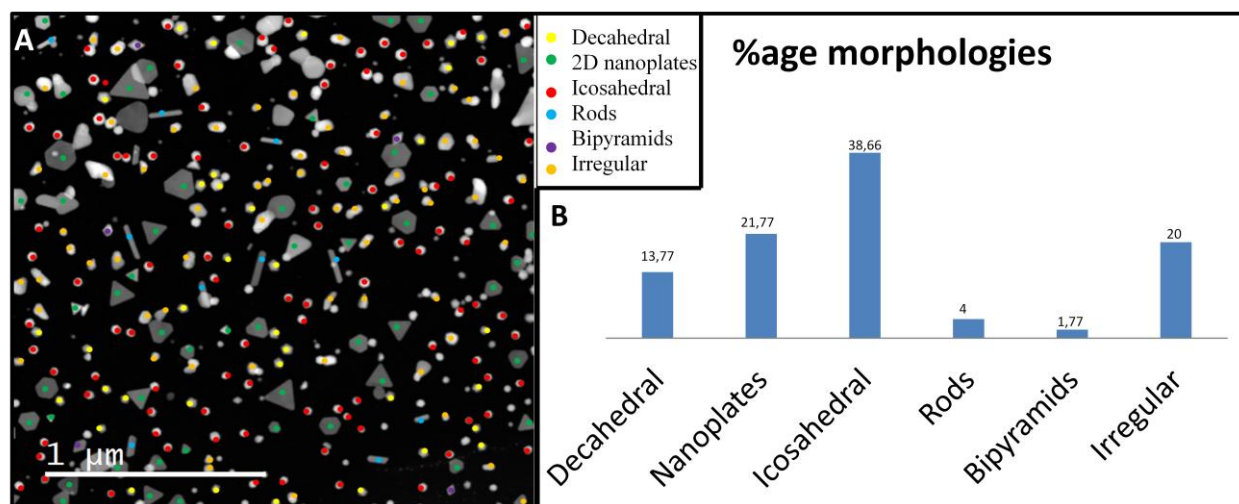 A
Decahedral
2D nanoplates
Icosahedral
Rods
Bipyramids
Irregular
1 µm
%age morphologies
B
13,77
21,77
38,66
4
1,77
20
Decahedral
Nanoplates
Icosahedral
Rods
Bipyramids
Irregular